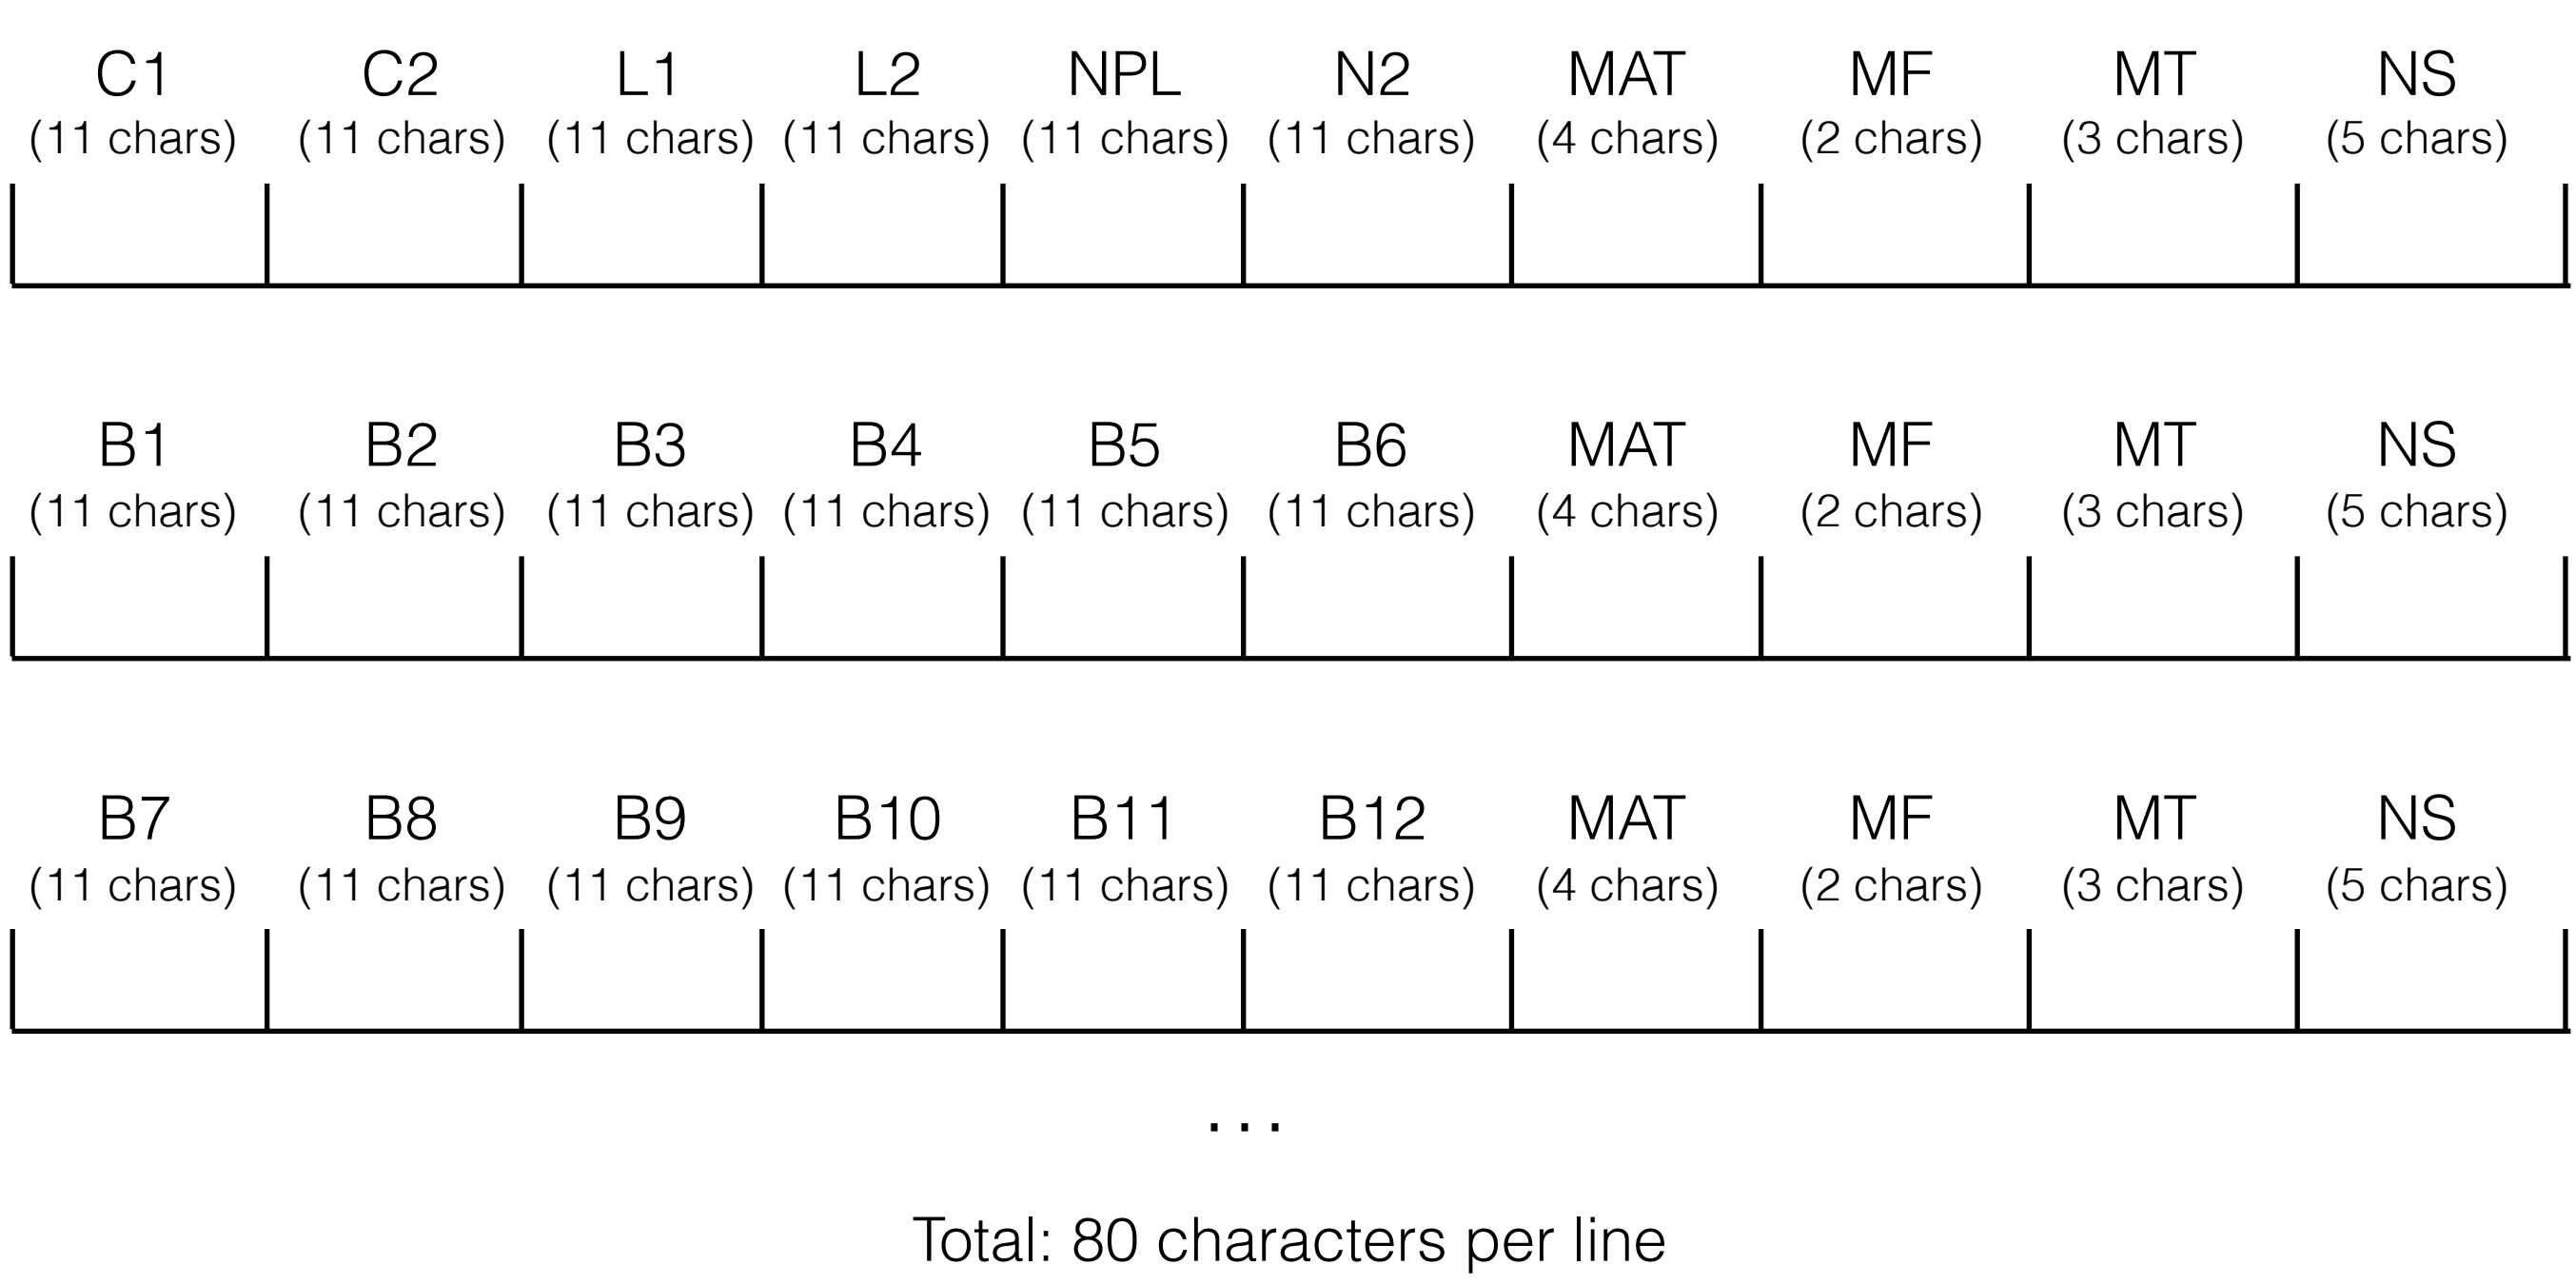 C1 C2 L1 L2 NPL N2 MAT MF MT NS
(11 chars) (11 chars) (11 chars) (11 chars) (11 chars) (11 chars) (4 chars) (2 chars) (3 chars) (5 chars)
B1 B2 B3 B4 B5 B6 MAT MF MT NS
(11 chars) (11 chars) (11 chars) (11 chars) (11 chars) (11 chars) (4 chars) (2 chars) (3 chars) (5 chars)
B7 B8 B9 B10 B11 B12 MAT MF MT NS
(11 chars) (11 chars) (11 chars) (11 chars) (11 chars) (11 chars) (4 chars) (2 chars) (3 chars) (5 chars)
...
Total: 80 characters per line